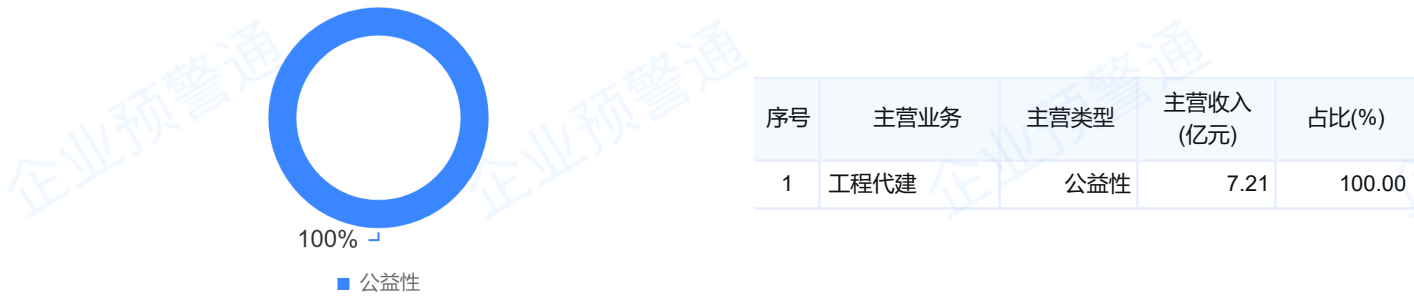 100%
公益性
序号 主营业务 主营类型 主营收入(亿元) 占比(%)
1 工程代建 公益性 7.21 100.00
企业预警通
企业预警通
企业预警通